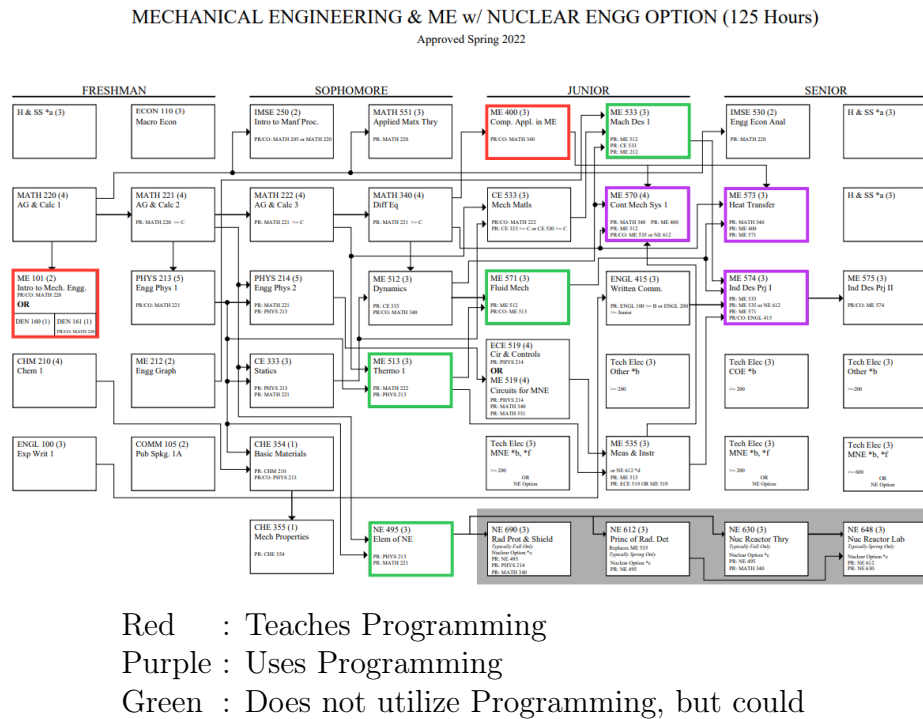 MECHANICAL ENGINEERING & ME w/ NUCLEAR ENGG OPTION (125 Hours)
Approved Spring 2022
FRESHMAN
SOPHOMORE
JUNIOR
SENIOR
H & SS *a (3)
ECON 110 (3)
Macro Econ
IMSE 250 (2)
Intro to Manf Proc.
PR/CO: MATH 205 or MATH 220
MATH 551 (3)
Applied Matx Thry
PR: MATH 220
ME 400 (3)
Comp. Appl. in ME
PR/CO: MATH 340
ME 533 (3)
Mach Des 1
PR: ME 512
PR: CE 533
PR: ME 212
IMSE 530 (2)
Engg Econ Anal
PR: MATH 220
H & SS *a (3)
MATH 220 (4)
AG & Calc 1
MATH 221 (4)
AG & Calc 2
PR: MATH 220 >= C
MATH 222 (4)
AG & Calc 3
PR: MATH 221 >= C
MATH 340 (4)
Diff Eq
PR: MATH 221 >= C
CE 533 (3)
Mech Matls
PR/CO: MATH 222
PR: CE 333 >= C or CE 530 >= C
ME 570 (4)
Cont Mech Sys 1
PR: MATH 340 PR: ME 400
PR: ME 512
PR/CO: ME 535 or NE 612
ME 573 (3)
Heat Transfer
PR: MATH 340
PR: ME 400
PR: ME 571
H & SS *a (3)
ME 101 (2)
Intro to Mech. Engg.
PR/CO: MATH 220
OR
DEN 160 (1)
DEN 161 (1)
PR/CO: MATH 220
PHYS 213 (5)
Engg Phys 1
PR/CO: MATH 221
PHYS 214 (5)
Engg Phys 2
PR: MATH 221
PR: PHYS 213
ME 512 (3)
Dynamics
PR: CE 333
PR/CO: MATH 340
ME 571 (3)
Fluid Mech
PR: ME 512
PR/CO: ME 513
ENGL 415 (3)
Written Comm.
PR: ENGL 100 >= B or ENGL 200
>= Junior
ME 574 (3)
Ind Des Prj I
PR: ME 533
PR: ME 535 or NE 612
PR: ME 571
PR/CO: ENGL 415
ME 575 (3)
Ind Des Prj II
PR/CO: ME 574
CHM 210 (4)
Chem 1
ME 212 (2)
Engg Graph
CE 333 (3)
Statics
PR: PHYS 213
PR: MATH 221
ME 513 (3)
Thermo 1
PR: MATH 222
PR: PHYS 213
ECE 519 (4)
Cir & Controls
PR: PHYS 214
OR
ME 519 (4)
Circuits for MNE
PR: PHYS 214
PR: MATH 340
PR: MATH 551
Tech Elec (3)
Other *b
>= 200
Tech Elec (3)
COE *b
>= 200
Tech Elec (3)
Other *b
>= 200
ENGL 100 (3)
Exp Writ 1
COMM 105 (2)
Pub Spkg. 1A
CHE 354 (1)
Basic Materials
PR: CHM 210
PR/CO: PHYS 213
Tech Elec (3)
MNE *b, *f
>= 200
OR
NE Option
ME 535 (3)
Meas & Instr
or NE 612 *d
PR: ME 513
PR: ECE 519 OR ME 519
Tech Elec (3)
MNE *b, *f
>= 200
OR
NE Option
Tech Elec (3)
MNE *b, *f
>= 600
OR
NE Option
CHE 355 (1)
Mech Properties
PR: CHE 354
NE 495 (3)
Elem of NE
PR: PHYS 213
PR: MATH 221
NE 690 (3)
Rad Prot & Shield
Typically Fall Only
Nuclear Option *c
PR: NE 495
PR: PHYS 214
PR: MATH 340
NE 612 (3)
Princ of Rad. Det
Replaces ME 535
Typically Spring Only
Nuclear Option *c
PR: NE 495
NE 630 (3)
Nuc Reactor Thry
Typically Fall Only
Nuclear Option *c
PR: NE 495
PR: MATH 340
NE 648 (3)
Nuc Reactor Lab
Typically Spring Only
Nuclear Option *c
PR: NE 612
PR: NE 630
Red : Teaches Programming
Purple : Uses Programming
Green : Does not utilize Programming, but could